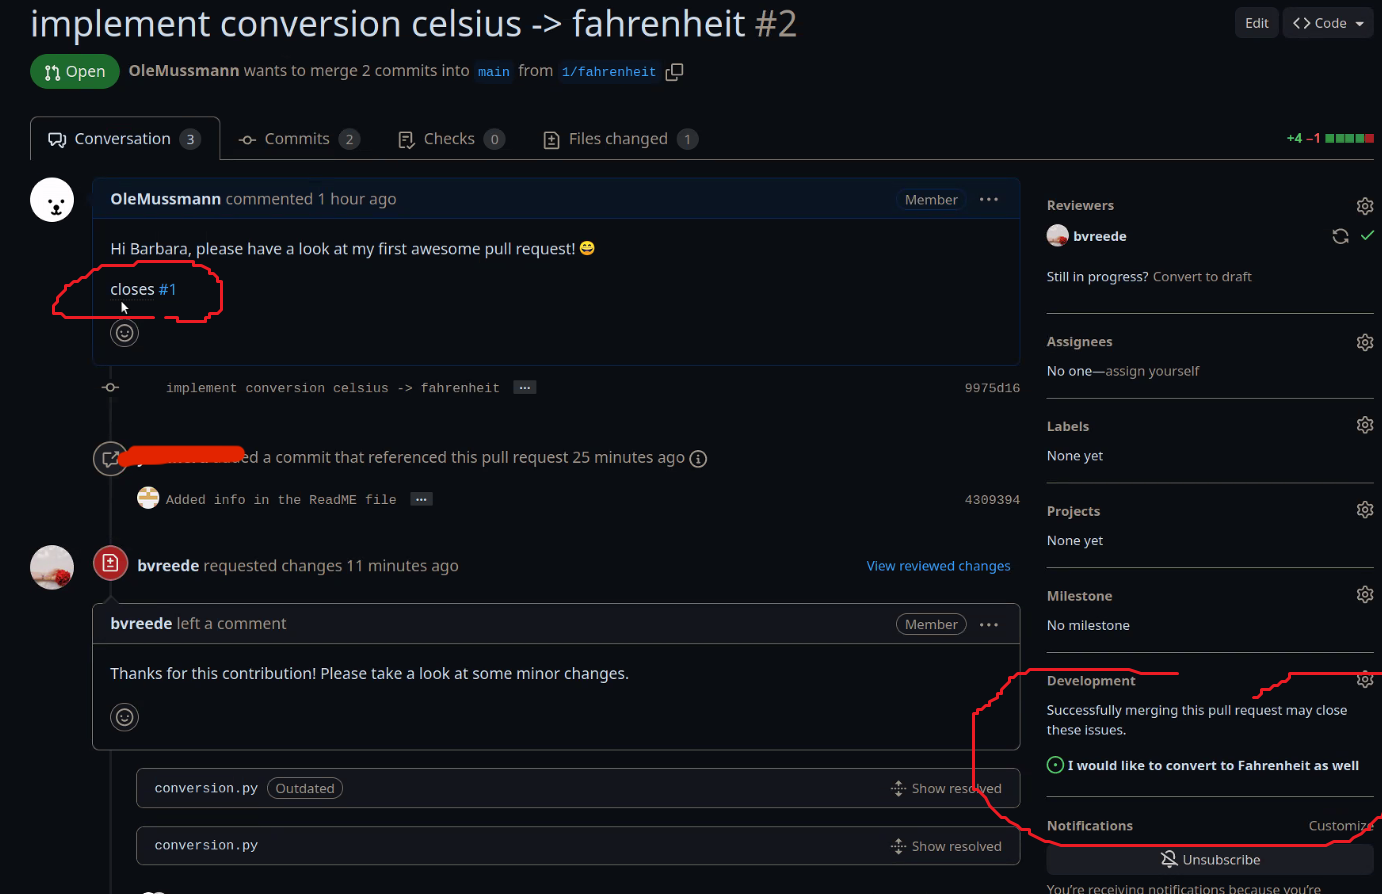 implement conversion celsius -> fahrenheit #2
Edit
<> Code
Open
OleMussmann wants to merge 2 commits into main from 1/fahrenheit
Conversation 3
Commits 2
Checks 0
Files changed 1
+4 −1
OleMussmann commented 1 hour ago
Member
Hi Barbara, please have a look at my first awesome pull request! 😄
closes #1
implement conversion celsius -> fahrenheit ...
9975d16
added a commit that referenced this pull request 25 minutes ago
Added info in the ReadME file ...
4309394
bvreede requested changes 11 minutes ago
View reviewed changes
bvreede left a comment
Member
Thanks for this contribution! Please take a look at some minor changes.
conversion.py Outdated
Show resolved
conversion.py
Show resolved
Reviewers
bvreede
Still in progress? Convert to draft
Assignees
No one—assign yourself
Labels
None yet
Projects
None yet
Milestone
No milestone
Development
Successfully merging this pull request may close
these issues.
I would like to convert to Fahrenheit as well
Notifications
Customize
Unsubscribe
You're receiving notifications because you're